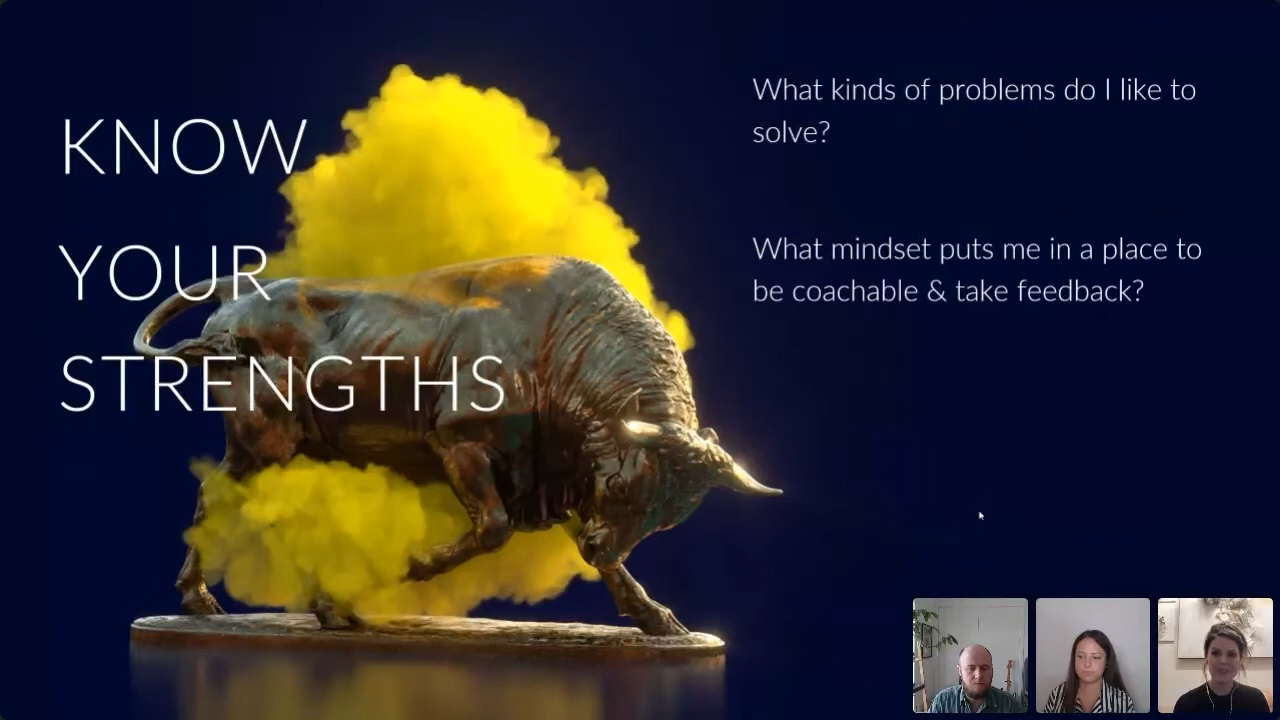 KNOW
YOUR
STRENGTHS
What kinds of problems do I like to
solve?
What mindset puts me in a place to
be coachable & take feedback?